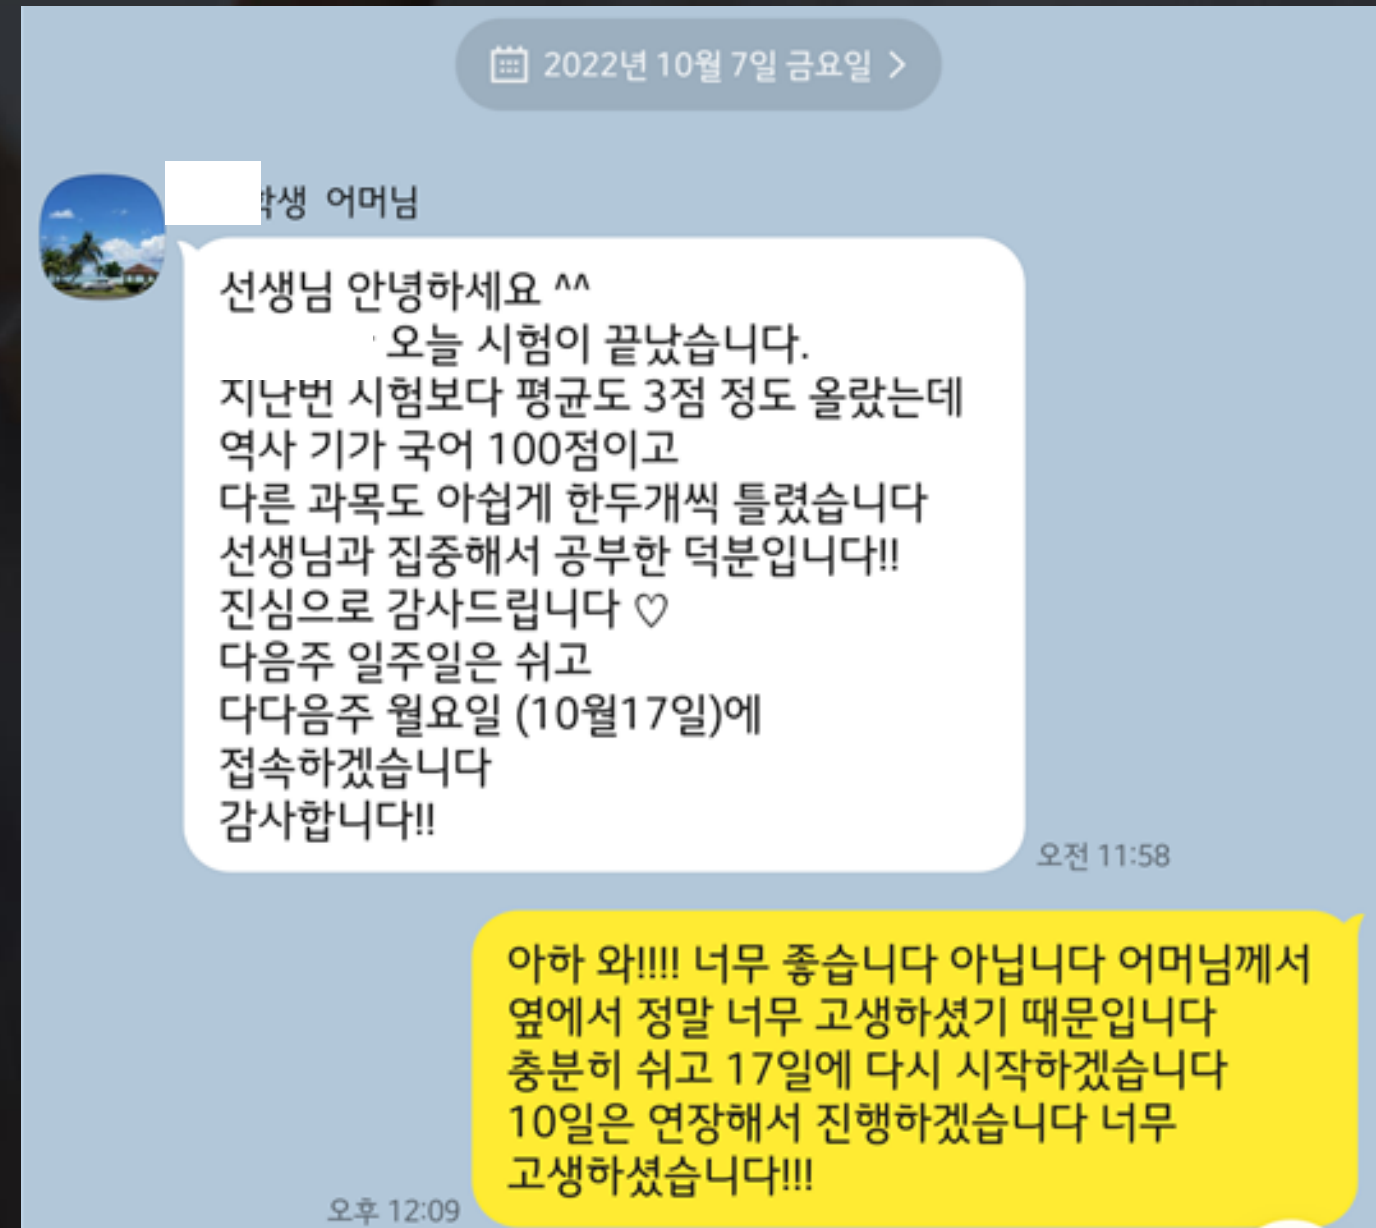 2022년 10월 7일 금요일 >
학생 어머님
선생님 안녕하세요 ^^
오늘 시험이 끝났습니다.
지난번 시험보다 평균도 3점 정도 올랐는데
역사 기가 국어 100점이고
다른 과목도 아쉽게 한두개씩 틀렸습니다
선생님과 집중해서 공부한 덕분입니다!!
진심으로 감사드립니다 ♡
다음주 일주일은 쉬고
다다음주 월요일 (10월17일)에
접속하겠습니다
감사합니다!!
오전 11:58
아하 와!!!! 너무 좋습니다 아닙니다 어머님께서
옆에서 정말 너무 고생하셨기 때문입니다
충분히 쉬고 17일에 다시 시작하겠습니다
10일은 연장해서 진행하겠습니다 너무
고생하셨습니다!!!
오후 12:09